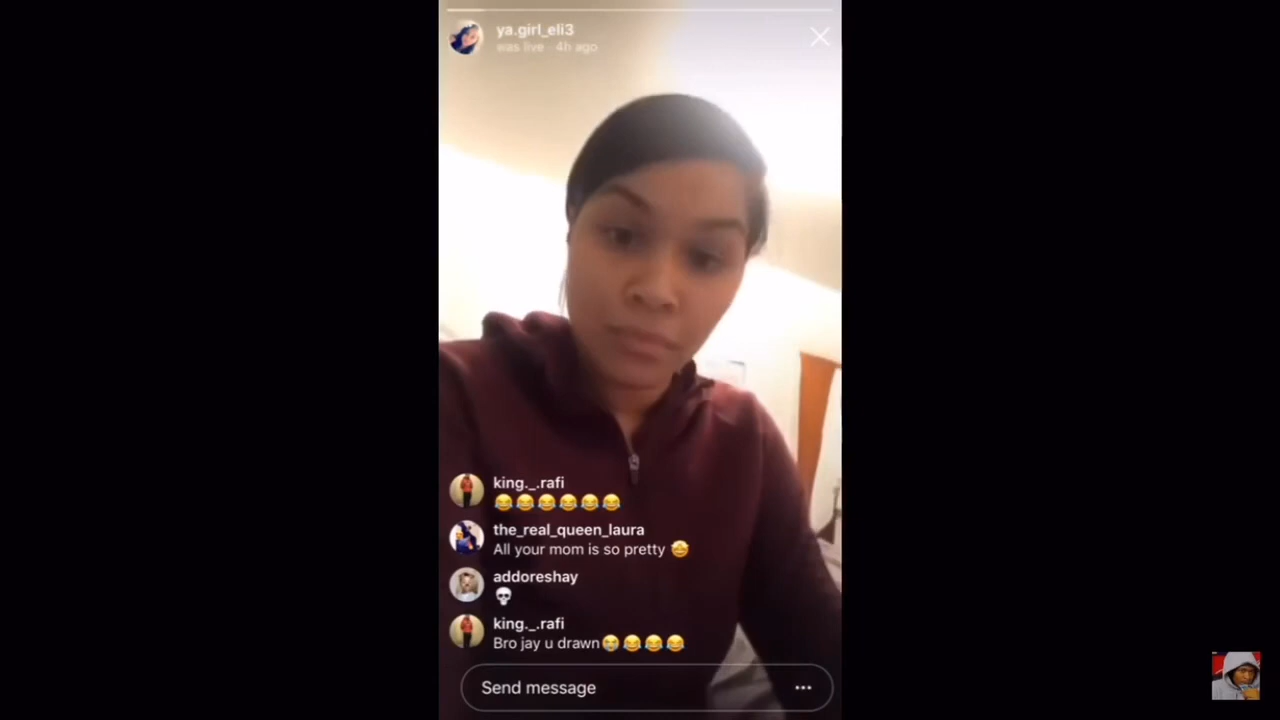 ya.girl_eli3
was live · 4h ago
king._.rafi
😂😂😂😂😂😂
the_real_queen_laura
All your mom is so pretty 🤩
addoreshay
💀
king._.rafi
Bro jay u drawn😭😂😂😂
Send message